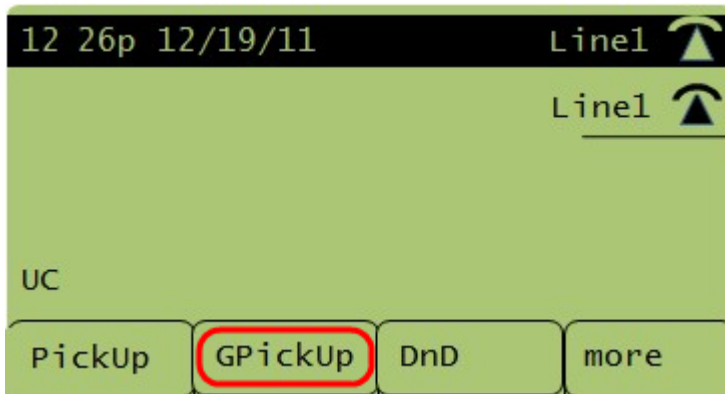 12 26p 12/19/11 Line1
Line1
UC
PickUp GPickUp DnD more